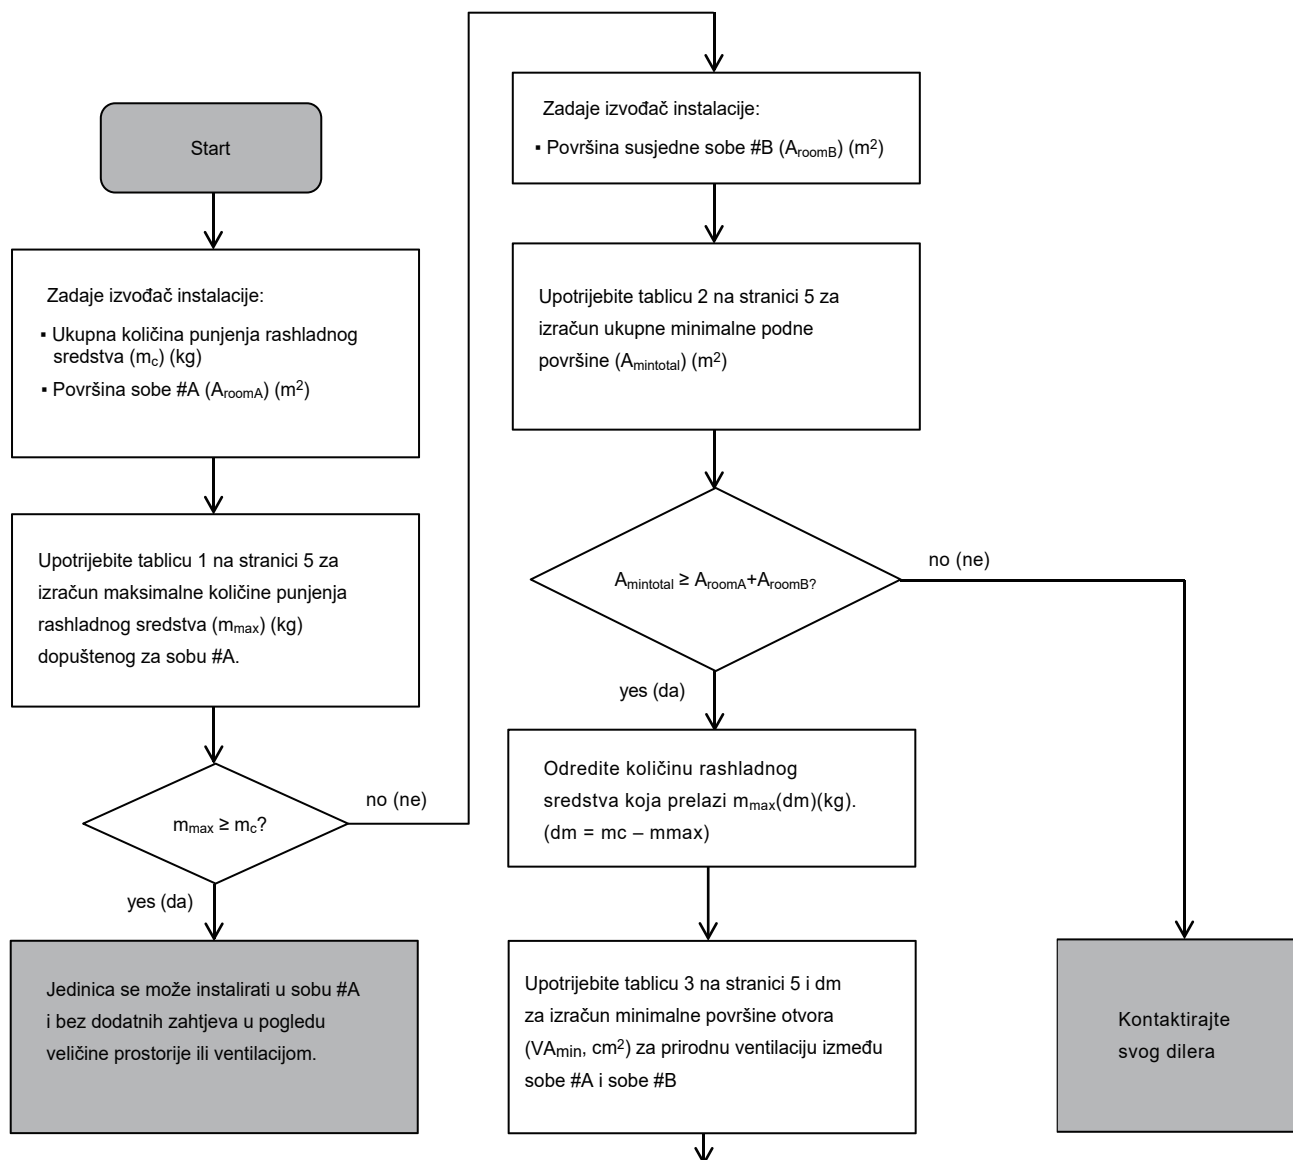 Start
Zadaje izvođač instalacije:
▪ Ukupna količina punjenja rashladnog
sredstva (mc) (kg)
▪ Površina sobe #A (AroomA) (m²)
Upotrijebite tablicu 1 na stranici 5 za
izračun maksimalne količine punjenja
rashladnog sredstva (mmax) (kg)
dopuštenog za sobu #A.
mmax ≥ mc?
no (ne)
yes (da)
Jedinica se može instalirati u sobu #A
i bez dodatnih zahtjeva u pogledu
veličine prostorije ili ventilacijom.
Zadaje izvođač instalacije:
▪ Površina susjedne sobe #B (AroomB) (m²)
Upotrijebite tablicu 2 na stranici 5 za
izračun ukupne minimalne podne
površine (Amintotal) (m²)
Amintotal ≥ AroomA+AroomB?
no (ne)
yes (da)
Odredite količinu rashladnog
sredstva koja prelazi mmax(dm)(kg).
(dm = mc – mmax)
Upotrijebite tablicu 3 na stranici 5 i dm
za izračun minimalne površine otvora
(VAmin, cm²) za prirodnu ventilaciju između
sobe #A i sobe #B
Kontaktirajte
svog dilera